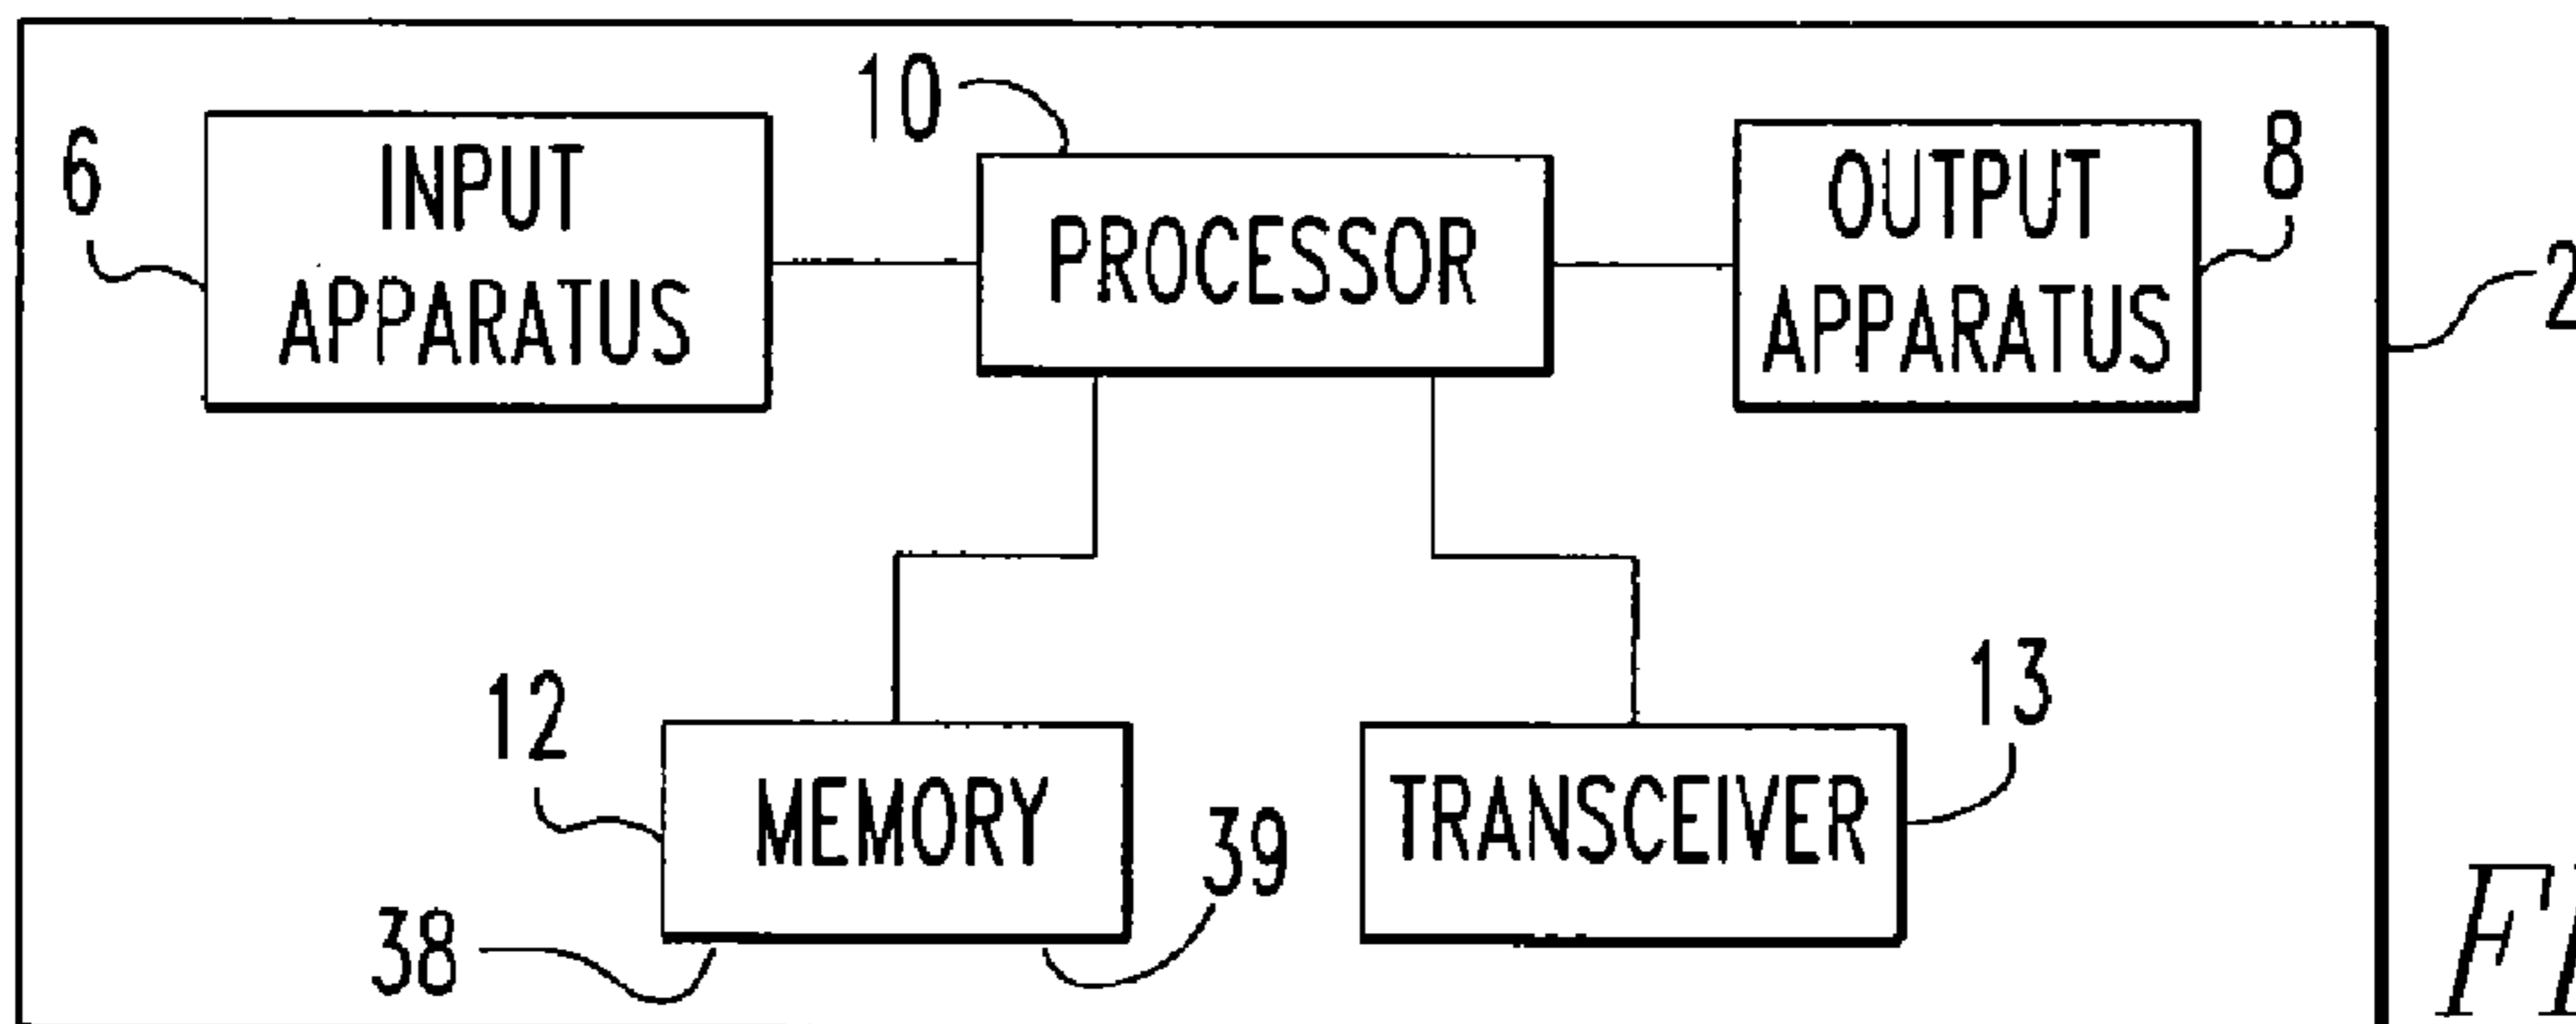 10
6
INPUT
APPARATUS
PROCESSOR
OUTPUT
APPARATUS
8
2
12
MEMORY
13
TRANSCEIVER
39
38